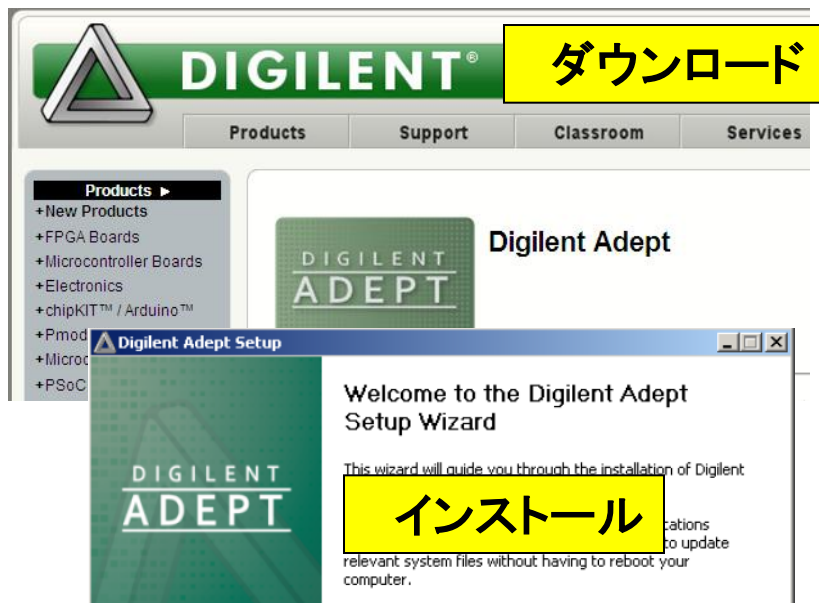 DIGILENT®
ダウンロード
Products
Support
Classroom
Services
Products ►
+New Products
+FPGA Boards
+Microcontroller Boards
+Electronics
+chipKIT™ / Arduino™
+Pmod
+Microc
+PSoC
DIGILENT
ADEPT
Digilent Adept
Digilent Adept Setup
DIGILENT
ADEPT
Welcome to the Digilent Adept
Setup Wizard
This wizard will guide you through the installation of Digilent
インストール
to update
relevant system files without having to reboot your
computer.